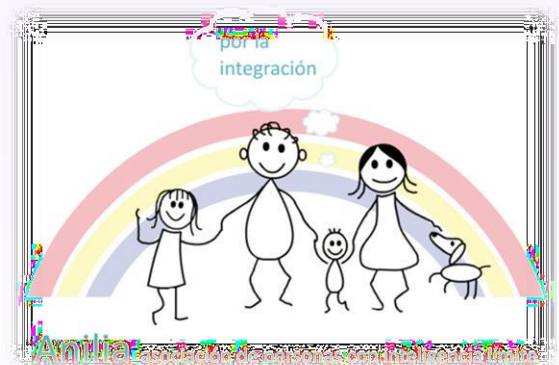 por la
integración
Anilia asociación de personas con inteligencia límite